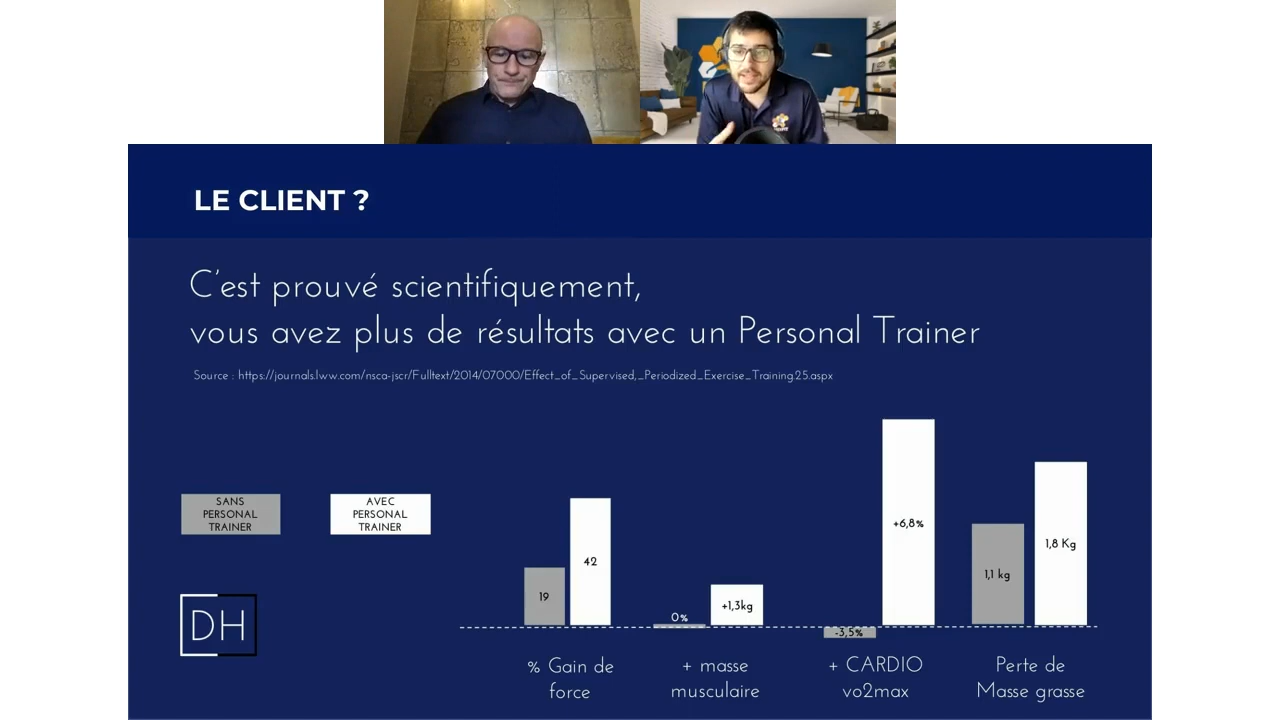 LE CLIENT ?
C'est prouvé scientifiquement,
vous avez plus de résultats avec un Personal Trainer
Source : https://journals.lww.com/nsca-jscr/Fulltext/2014/07000/Effect_of_Supervised,_Periodized_Exercise_Training.25.aspx
SANS
PERSONAL
TRAINER
AVEC
PERSONAL
TRAINER
DH
19
42
0%
+1,3kg
-3,5%
+6,8%
1,1 kg
1,8 Kg
% Gain de
force
+ masse
musculaire
+ CARDIO
vo2max
Perte de
Masse grasse